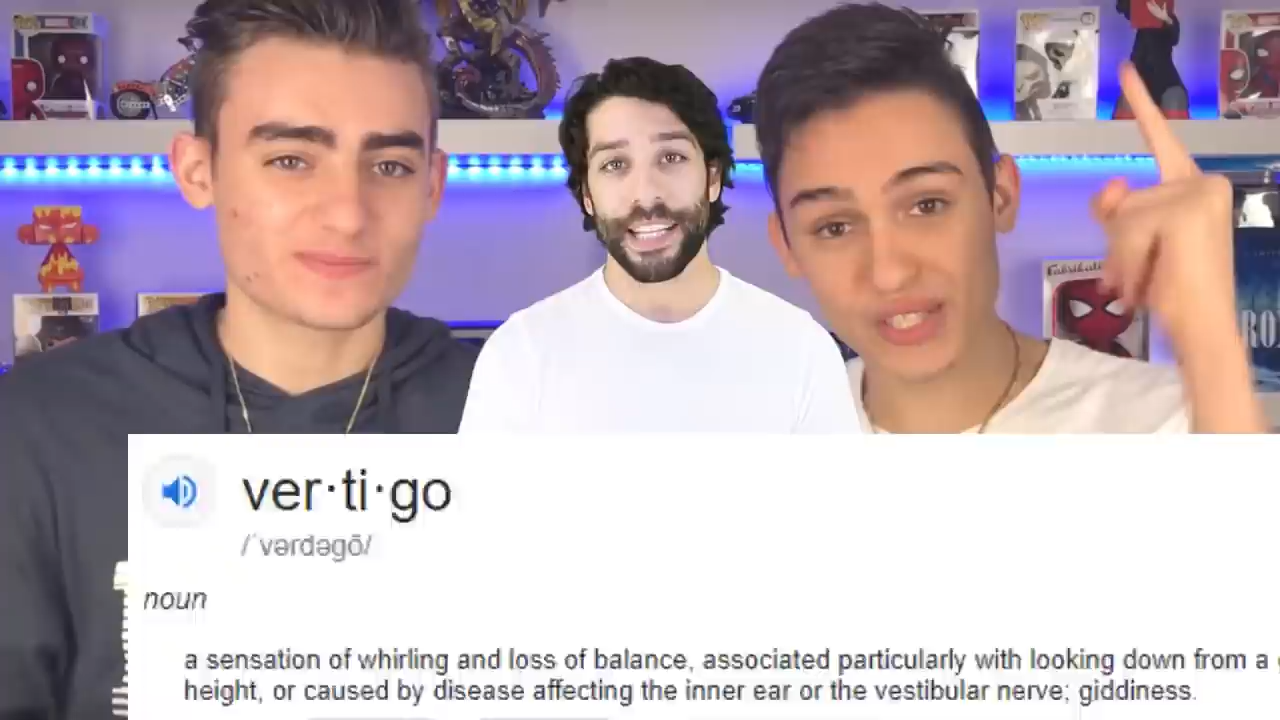 ver·ti·go
/ˈvərdəɡō/
noun
a sensation of whirling and loss of balance, associated particularly with looking down from a
height, or caused by disease affecting the inner ear or the vestibular nerve; giddiness.